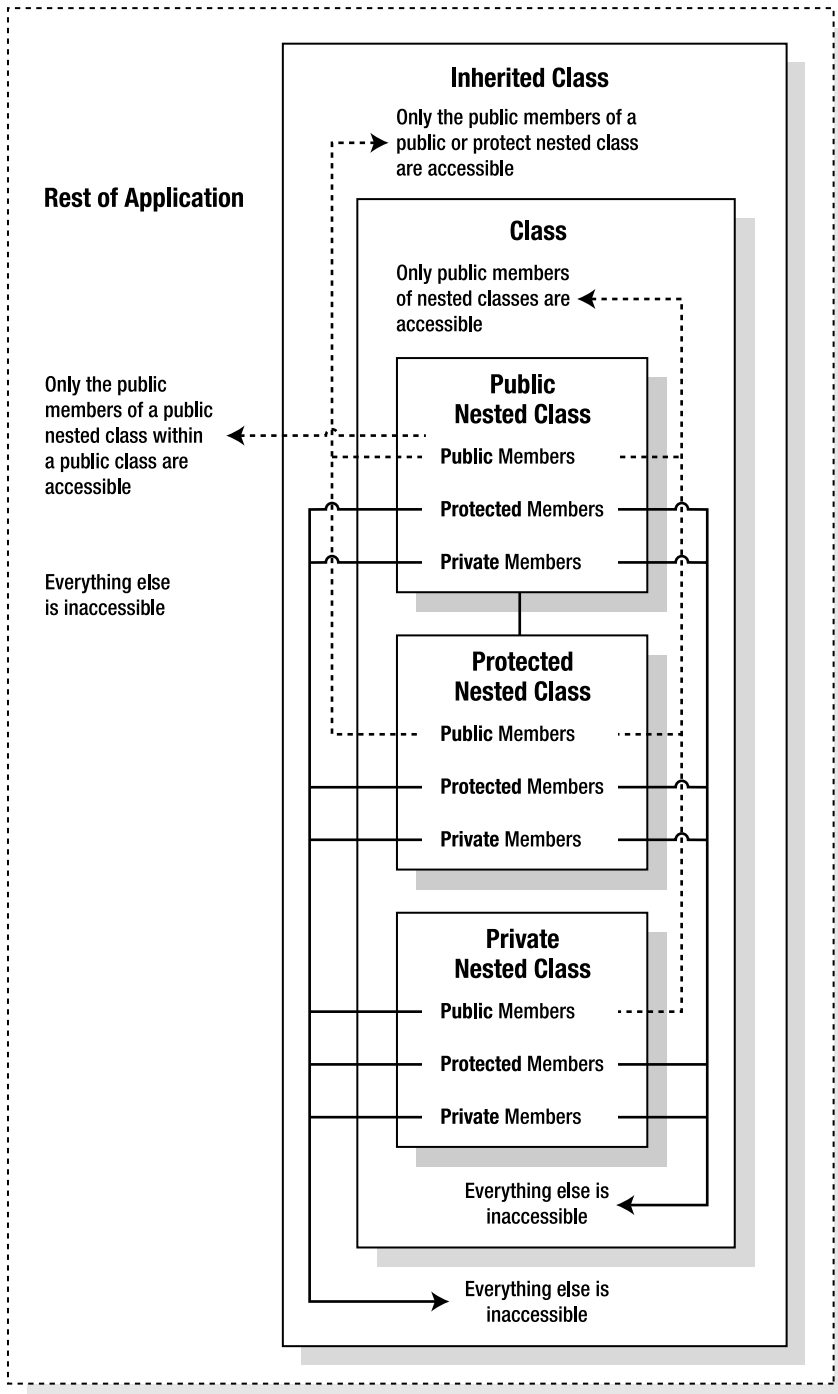 Inherited Class
Only the public members of a
public or protect nested class
are accessible
Rest of Application
Class
Only public members
of nested classes are
accessible
Only the public
members of a public
nested class within
a public class are
accessible
Everything else
is inaccessible
Public
Nested Class
Public Members
Protected Members
Private Members
Protected
Nested Class
Public Members
Protected Members
Private Members
Private
Nested Class
Public Members
Protected Members
Private Members
Everything else is
inaccessible
Everything else is
inaccessible